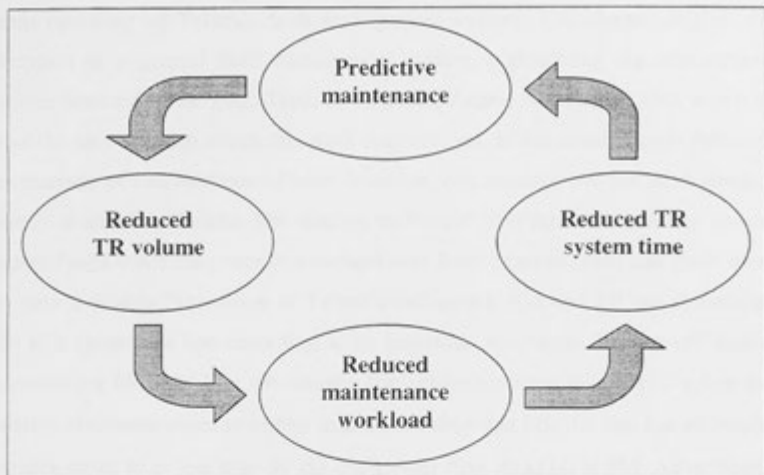 Predictive
maintenance
Reduced
TR volume
Reduced TR
system time
Reduced
maintenance
workload